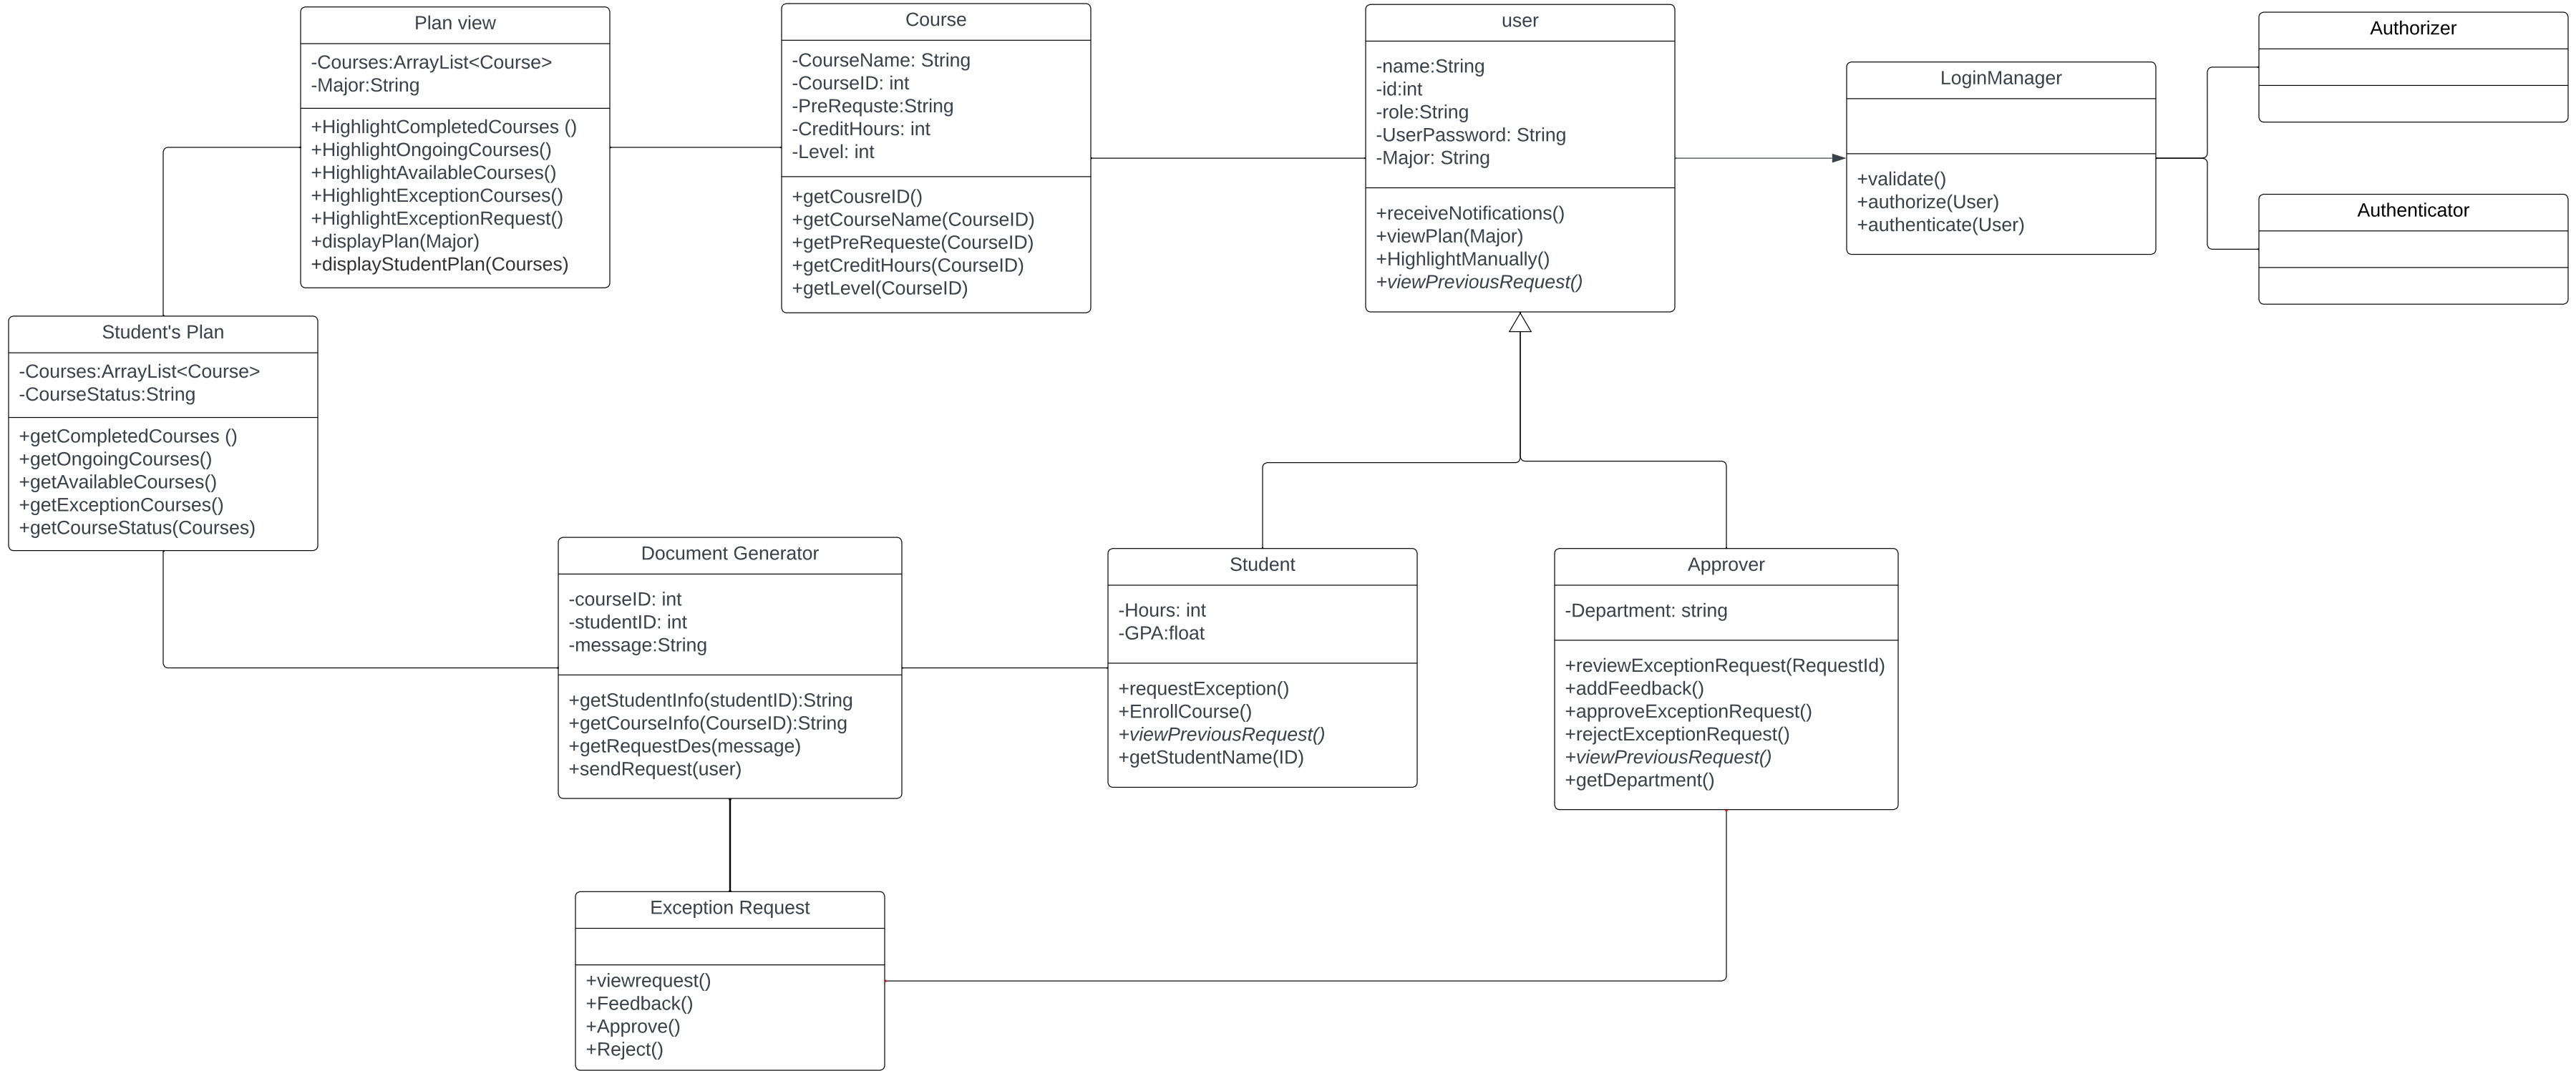 Plan view
-Courses:ArrayList<Course>
-Major:String
+HighlightCompletedCourses ()
+HighlightOngoingCourses()
+HighlightAvailableCourses()
+HighlightExceptionCourses()
+HighlightExceptionRequest()
+displayPlan(Major)
+displayStudentPlan(Courses)
Course
-CourseName: String
-CourseID: int
-PreRequste:String
-CreditHours: int
-Level: int
+getCousreID()
+getCourseName(CourseID)
+getPreRequeste(CourseID)
+getCreditHours(CourseID)
+getLevel(CourseID)
user
-name:String
-id:int
-role:String
-UserPassword: String
-Major: String
+receiveNotifications()
+viewPlan(Major)
+HighlightManually()
+viewPreviousRequest()
LoginManager
+validate()
+authorize(User)
+authenticate(User)
Authorizer
Authenticator
Student's Plan
-Courses:ArrayList<Course>
-CourseStatus:String
+getCompletedCourses ()
+getOngoingCourses()
+getAvailableCourses()
+getExceptionCourses()
+getCourseStatus(Courses)
Document Generator
-courseID: int
-studentID: int
-message:String
+getStudentInfo(studentID):String
+getCourseInfo(CourseID):String
+getRequestDes(message)
+sendRequest(user)
Student
-Hours: int
-GPA:float
+requestException()
+EnrollCourse()
+viewPreviousRequest()
+getStudentName(ID)
Approver
-Department: string
+reviewExceptionRequest(RequestId)
+addFeedback()
+approveExceptionRequest()
+rejectExceptionRequest()
+viewPreviousRequest()
+getDepartment()
Exception Request
+viewrequest()
+Feedback()
+Approve()
+Reject()